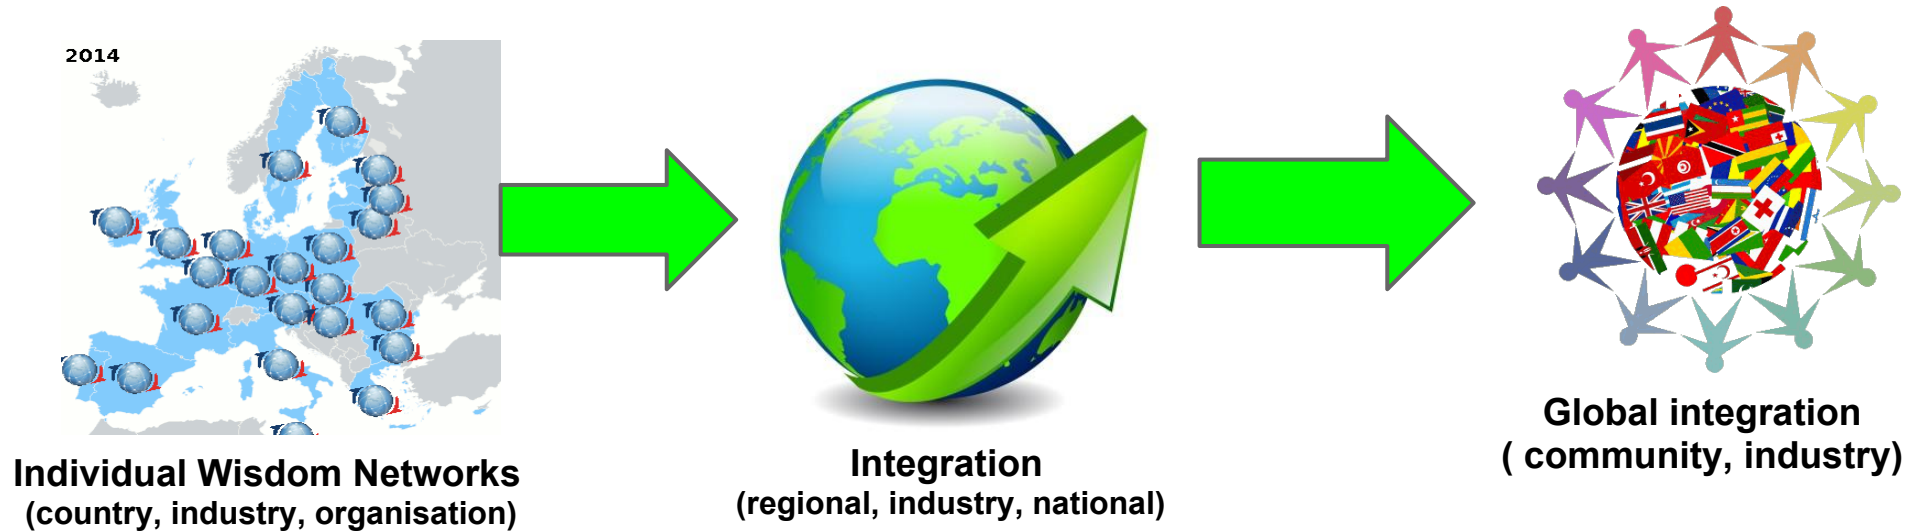 2014
Individual Wisdom Networks
(country, industry, organisation)
Integration
(regional, industry, national)
Global integration
( community, industry)